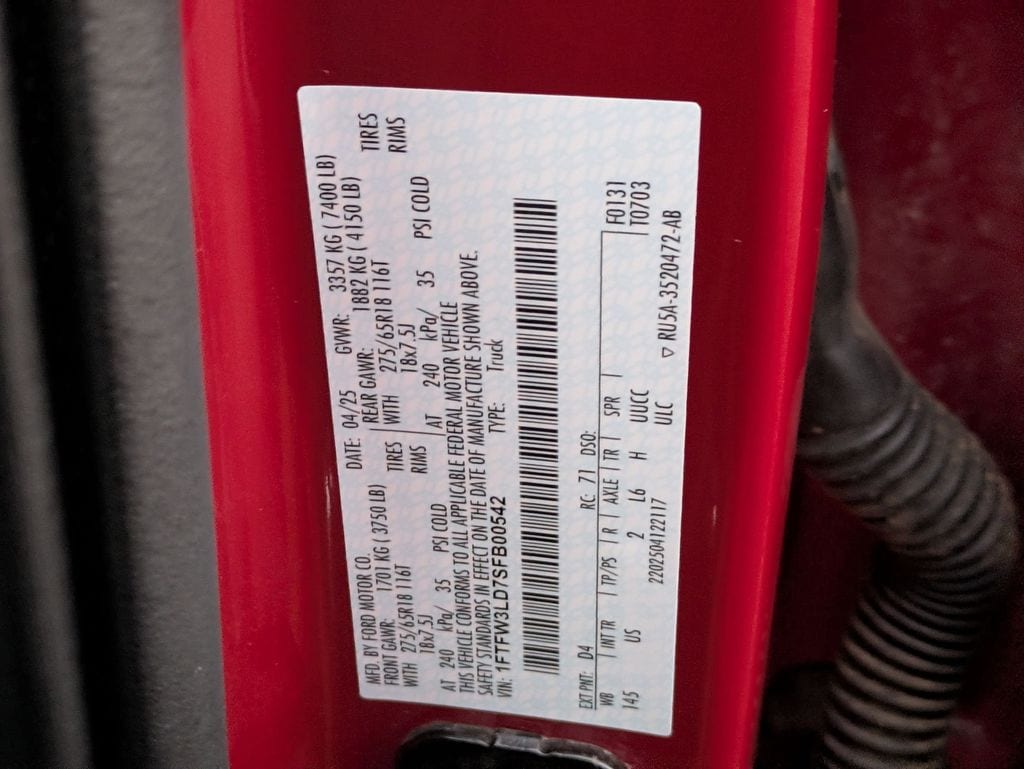 MFD. BY FORD MOTOR CO. DATE: 04/25 GVWR: 3357 KG ( 7400 LB)
FRONT GAWR: 1701 KG ( 3750 LB) REAR GAWR: 1882 KG ( 4150 LB)
WITH 275/65R18 116T TIRES WITH 275/65R18 116T TIRES
18x7.5J RIMS 18x7.5J RIMS
AT 240 kPa/ 35 PSI COLD AT 240 kPa/ 35 PSI COLD
THIS VEHICLE CONFORMS TO ALL APPLICABLE FEDERAL MOTOR VEHICLE
SAFETY STANDARDS IN EFFECT ON THE DATE OF MANUFACTURE SHOWN ABOVE.
VIN: 1FTFW3LD7SFB00542 TYPE: Truck
EXT PNT: D4 RC: 71 DSO:
WB | INT TR | TP/PS | R | AXLE | TR | SPR | F0131
145 US 2 L6 H UUCC T0703
ULC
2202504122117 ▽ RU5A-3520472-AB